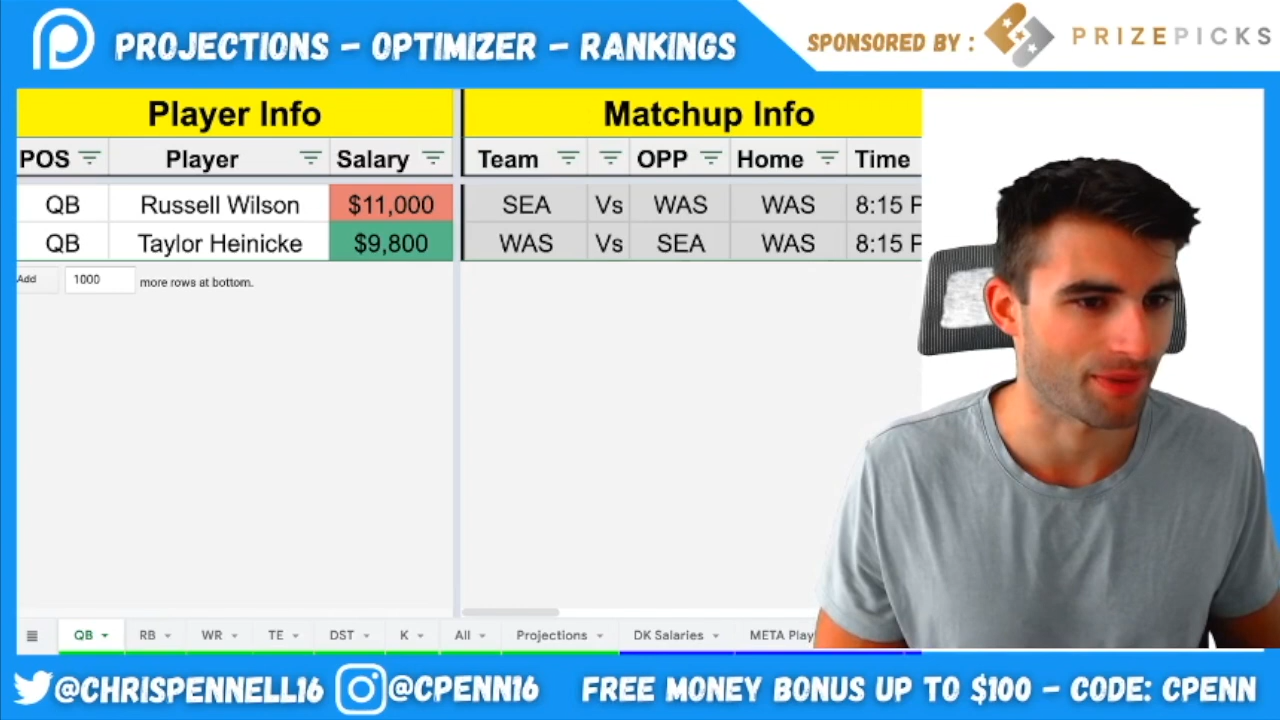 PROJECTIONS - OPTIMIZER - RANKINGS
SPONSORED BY : PRIZEPICKS
Player Info Matchup Info
POS Player Salary Team OPP Home Time
QB Russell Wilson $11,000 SEA Vs WAS WAS 8:15 P
QB Taylor Heinicke $9,800 WAS Vs SEA WAS 8:15 P
Add 1000 more rows at bottom.
QB RB WR TE DST K All Projections DK Salaries META Play
@CHRISPENNELL16 @CPENN16 FREE MONEY BONUS UP TO $100 - CODE: CPENN